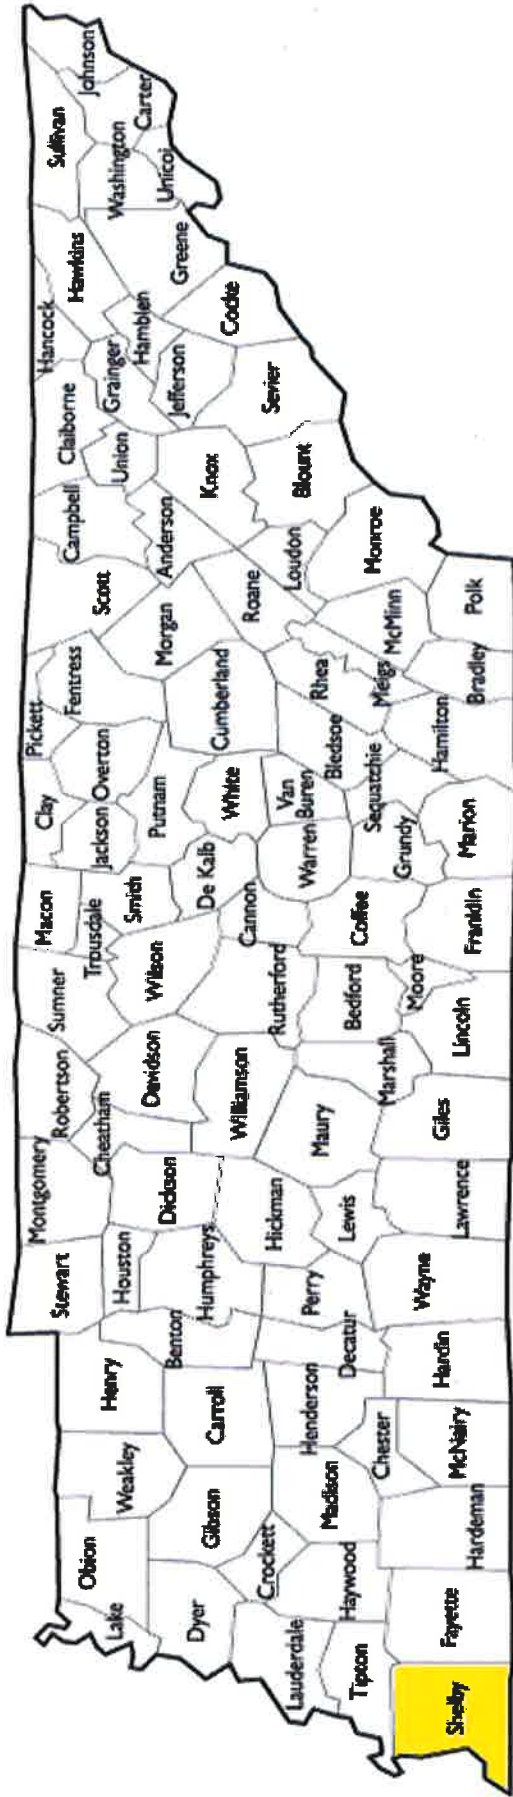 Lake
Obion
Weakley
Henry
Stewart
Montgomery
Robertson
Sumner
Macon
Trousdale
Clay
Pickett
Jackson
Overton
Fentress
Scott
Campbell
Claiborne
Hancock
Hawkins
Sullivan
Johnson
Carter
Washington
Unicoi
Greene
Dyer
Gibson
Carroll
Benton
Houston
Humphreys
Dickson
Cheatham
Davidson
Wilson
Smith
Putnam
De Kalb
White
Cumberland
Morgan
Anderson
Union
Grainger
Hamblen
Jefferson
Cocke
Knox
Sevier
Blount
Roane
Loudon
Lauderdale
Crockett
Haywood
Madison
Henderson
Decatur
Perry
Hickman
Lewis
Maury
Williamson
Rutherford
Cannon
Warren
Van
Buren
Bledsoe
Rhea
Meigs
McMinn
Monroe
Tipton
Chester
Marshall
Bedford
Coffee
Moore
Grundy
Sequatchie
Shelby
Fayette
Hardeman
McNairy
Hardin
Wayne
Lawrence
Giles
Lincoln
Franklin
Marion
Hamilton
Bradley
Polk